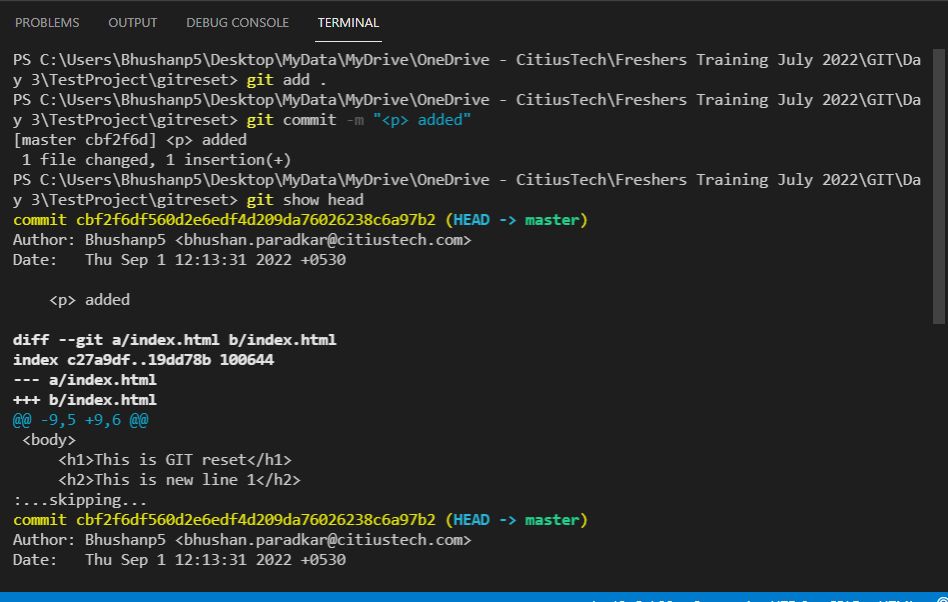 PROBLEMS OUTPUT DEBUG CONSOLE TERMINAL
PS C:\Users\Bhushanp5\Desktop\MyData\MyDrive\OneDrive - CitiusTech\Freshers Training July 2022\GIT\Da
y 3\TestProject\gitreset> git add .
PS C:\Users\Bhushanp5\Desktop\MyData\MyDrive\OneDrive - CitiusTech\Freshers Training July 2022\GIT\Da
y 3\TestProject\gitreset> git commit -m "<p> added"
[master cbf2f6d] <p> added
 1 file changed, 1 insertion(+)
PS C:\Users\Bhushanp5\Desktop\MyData\MyDrive\OneDrive - CitiusTech\Freshers Training July 2022\GIT\Da
y 3\TestProject\gitreset> git show head
commit cbf2f6df560d2e6edf4d209da76026238c6a97b2 (HEAD -> master)
Author: Bhushanp5 <bhushan.paradkar@citiustech.com>
Date:   Thu Sep 1 12:13:31 2022 +0530
    <p> added
diff --git a/index.html b/index.html
index c27a9df..19dd78b 100644
--- a/index.html
+++ b/index.html
@@ -9,5 +9,6 @@
 <body>
     <h1>This is GIT reset</h1>
     <h2>This is new line 1</h2>
:...skipping...
commit cbf2f6df560d2e6edf4d209da76026238c6a97b2 (HEAD -> master)
Author: Bhushanp5 <bhushan.paradkar@citiustech.com>
Date:   Thu Sep 1 12:13:31 2022 +0530